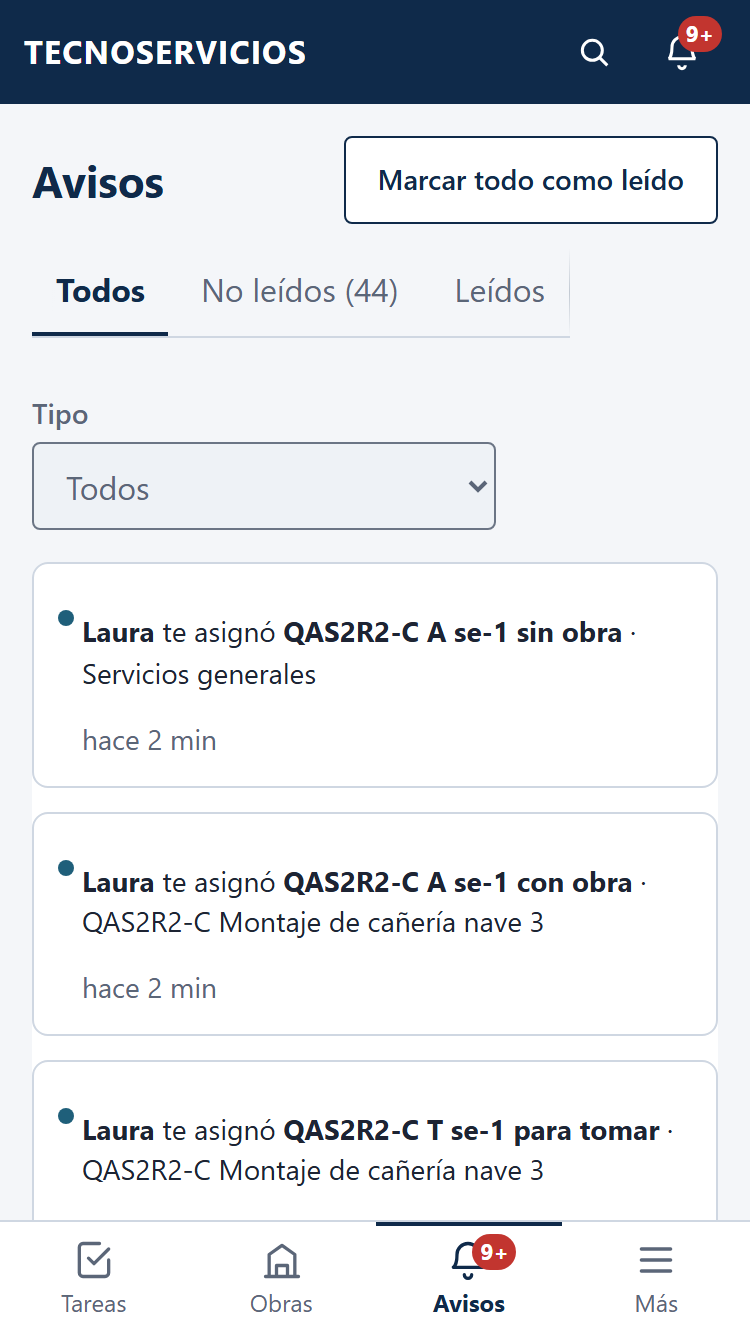 TECNOSERVICIOS
9+
Avisos
Marcar todo como leído
Todos
No leídos (44)
Leídos
Tipo
Todos
Laura te asignó QAS2R2-C A se-1 sin obra ·
Servicios generales
hace 2 min
Laura te asignó QAS2R2-C A se-1 con obra ·
QAS2R2-C Montaje de cañería nave 3
hace 2 min
Laura te asignó QAS2R2-C T se-1 para tomar ·
QAS2R2-C Montaje de cañería nave 3
9+
Tareas
Obras
Avisos
Más